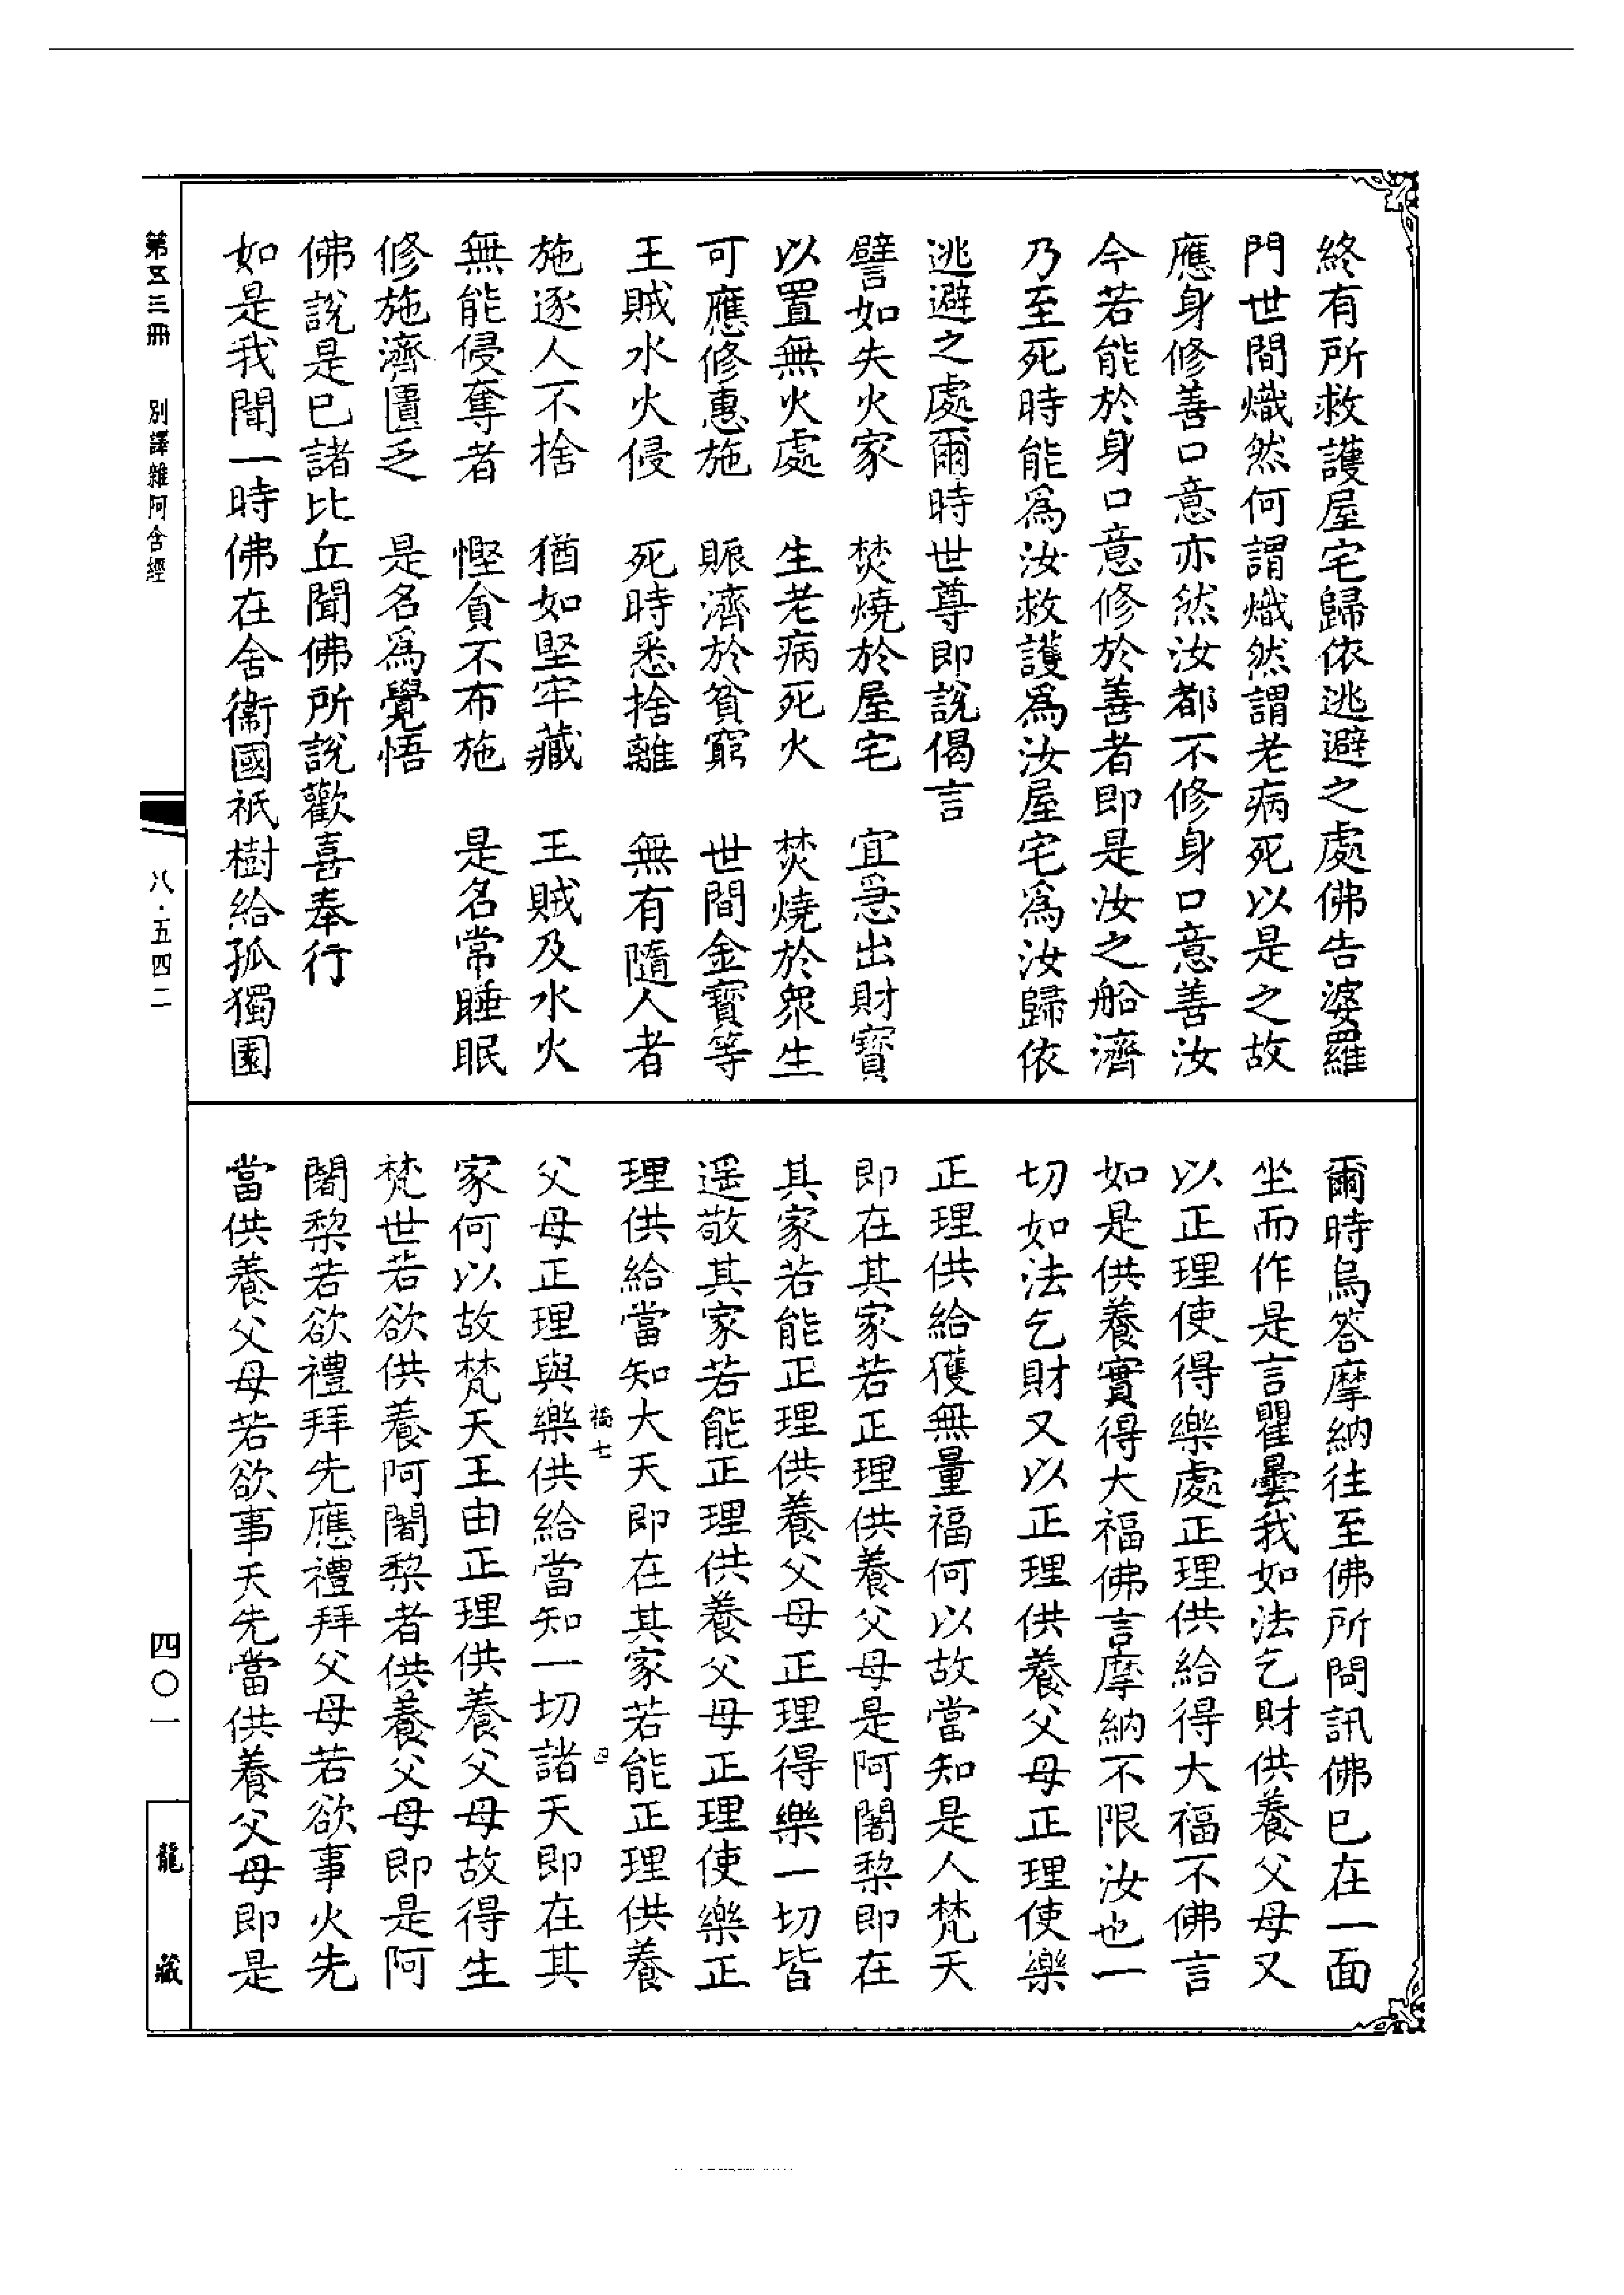 終有所救護屋宅歸依逃避之處佛告婆羅
門世間熾然何謂熾然謂老病死以是之故
應身修善口意亦然汝都不修身口意善汝
今若能於身口意修於善者即是汝之船濟
乃至死時能爲汝救護爲汝屋宅爲汝歸依
逃避之處爾時世尊即說偈言
譬如失火家　焚燒於屋宅　宜急出財寶
以置無火處　生老病死火　焚燒於衆生
可應修惠施　賑濟於貧窮　世間金寶等
王賊水火侵　死時悉捨離　無有隨人者
施逐人不捨　猶如堅牢藏　王賊及水火
無能侵奪者　慳貪不布施　是名常睡眠
修施濟匱乏　是名爲覺悟
佛說是已諸比丘聞佛所說歡喜奉行
如是我聞一時佛在舍衞國祇樹給孤獨園
爾時烏答摩納往至佛所問訊佛已在一面
坐而作是言瞿曇我如法乞財供養父母又
以正理使得樂處正理供給得大福不佛言
如是供養實得大福佛言摩納不限汝也一
切如法乞財又以正理供養父母正理使樂
正理供給獲無量福何以故當知是人梵天
即在其家若正理供養父母是阿闍梨即在
其家若能正理供養父母正理得樂一切皆
遥敬其家若能正理供養父母正理使樂正
理供給當知大天即在其家若能正理供養
福七
四
父母正理與樂供給當知一切諸天即在其
家何以故梵天王由正理供養父母故得生
梵世若欲供養阿闍梨者供養父母即是阿
闍梨若欲禮拜先應禮拜父母若欲事火先
當供養父母若欲事天先當供養父母即是
第五三冊　別譯雜阿含經
八·五四二
四〇一
龍藏